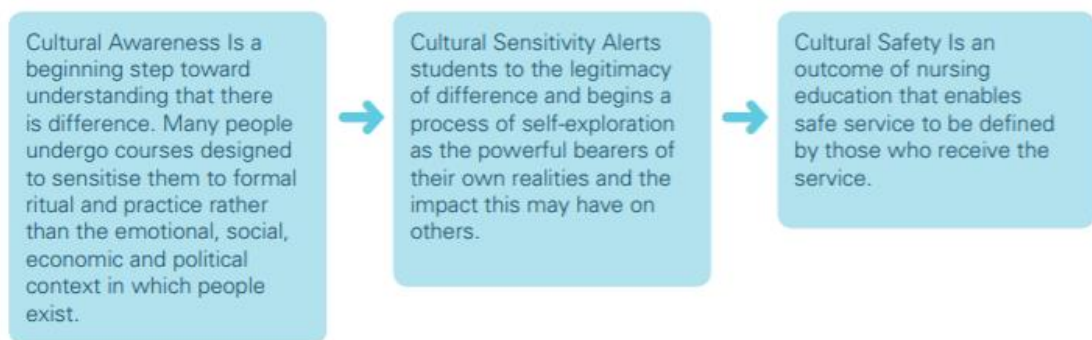 Cultural Awareness Is a
beginning step toward
understanding that there
is difference. Many people
undergo courses designed
to sensitise them to formal
ritual and practice rather
than the emotional, social,
economic and political
context in which people
exist.
Cultural Sensitivity Alerts
students to the legitimacy
of difference and begins a
process of self-exploration
as the powerful bearers of
their own realities and the
impact this may have on
others.
Cultural Safety Is an
outcome of nursing
education that enables
safe service to be defined
by those who receive the
service.